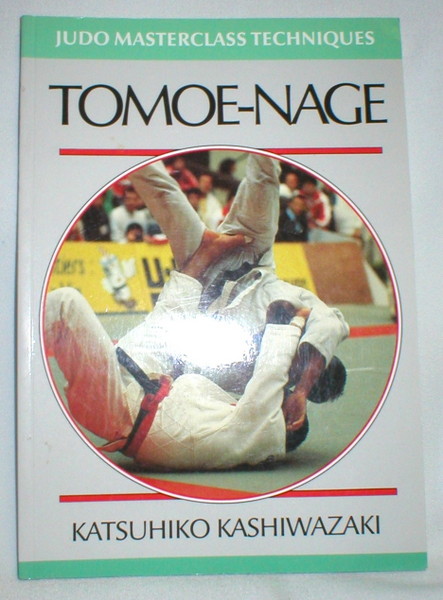 JUDO MASTERCLASS TECHNIQUES
TOMOE-NAGE
KATSUHIKO KASHIWAZAKI